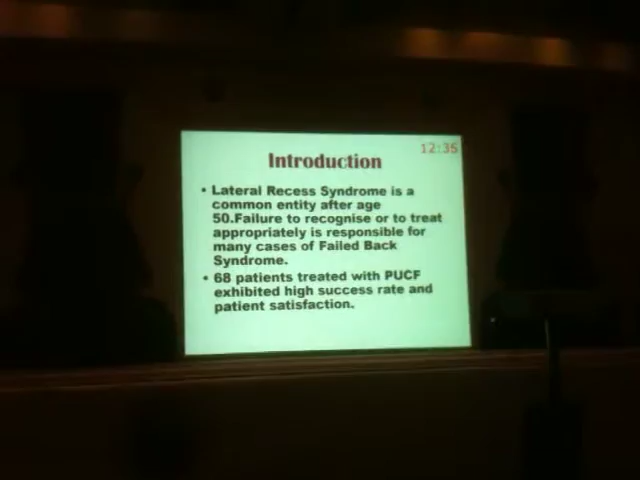 12:35
Introduction
• Lateral Recess Syndrome is a
common entity after age
50.Failure to recognise or to treat
appropriately is responsible for
many cases of Failed Back
Syndrome.
• 68 patients treated with PUCF
exhibited high success rate and
patient satisfaction.